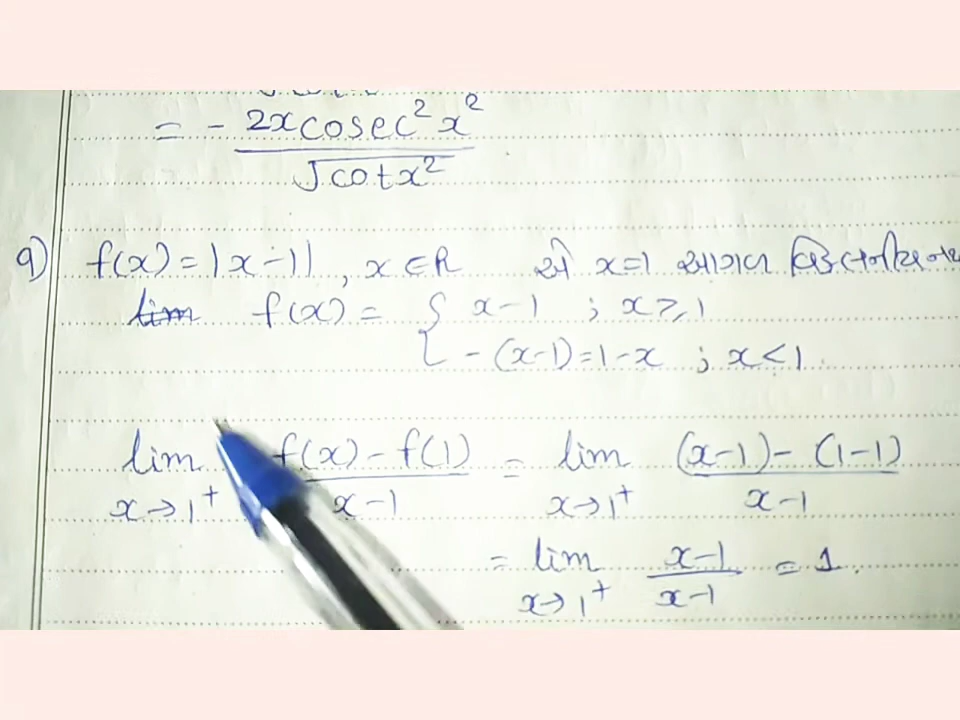 = - 2x cosec² x² / √cot x²
9) f(x) = |x-1| , x ∈ R એ x=1 આગળ
lim f(x) = { x-1 ; x ≥ 1
{ -(x-1) = 1-x ; x < 1
lim x→1⁺ f(x) - f(1) / x-1 = lim x→1⁺ (x-1) - (1-1) / x-1
= lim x→1⁺ x-1 / x-1 = 1.